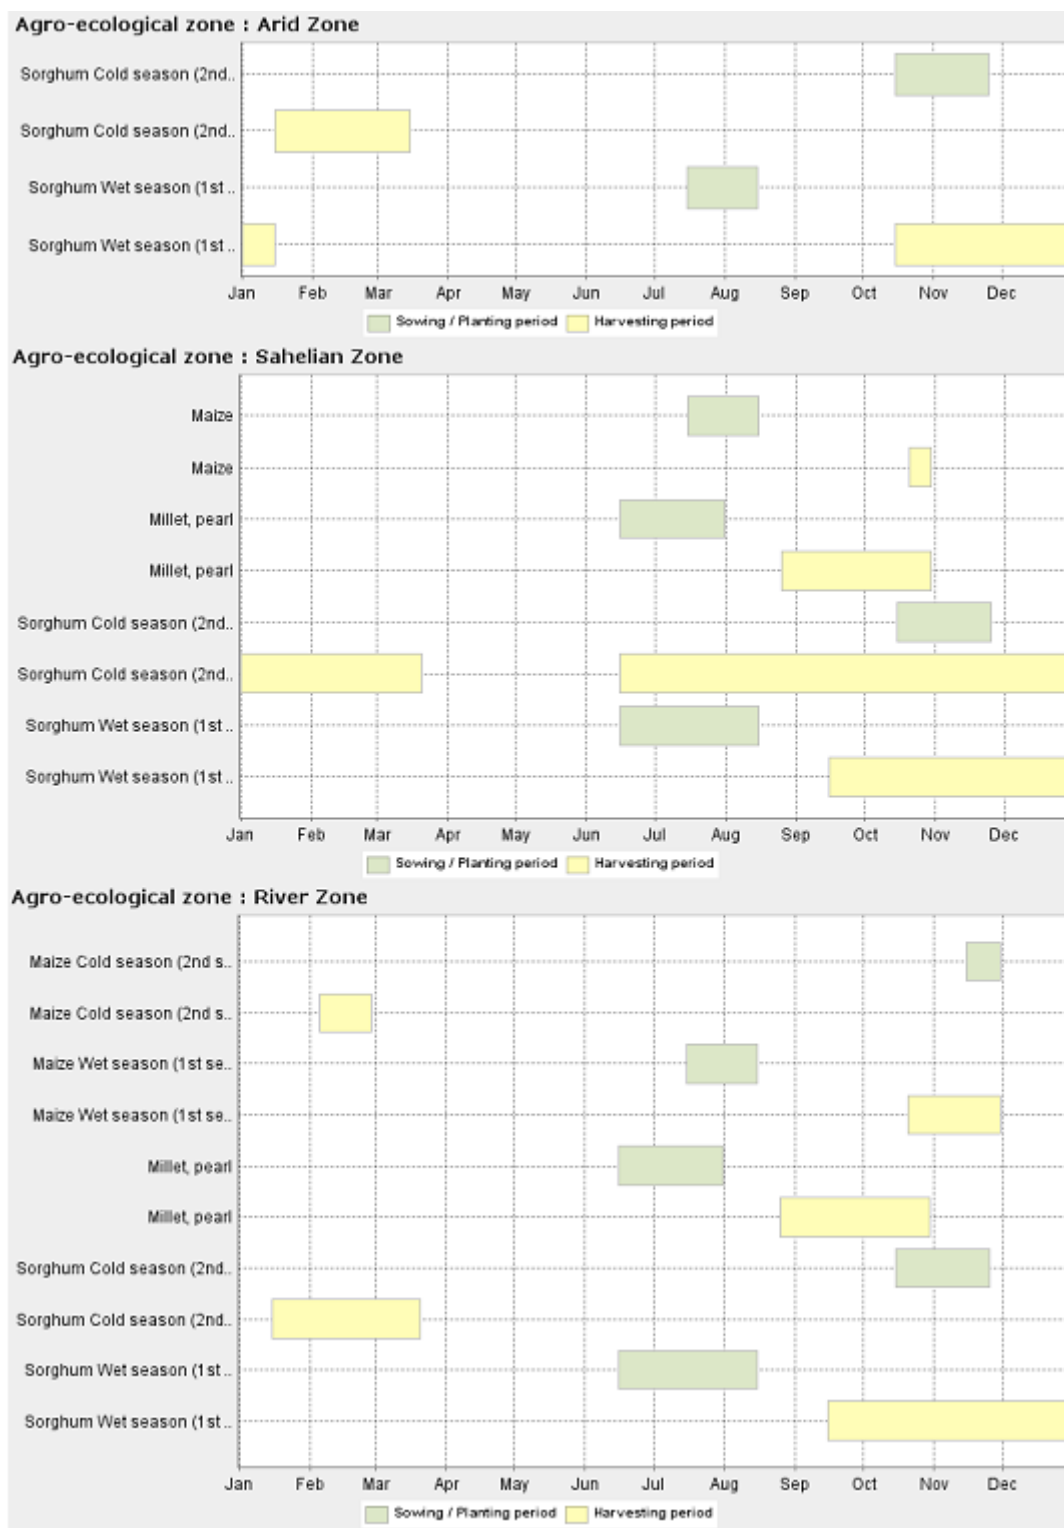 Agro-ecological zone : Arid Zone
Sorghum Cold season (2nd..
Sorghum Cold season (2nd..
Sorghum Wet season (1st ..
Sorghum Wet season (1st ..
Jan Feb Mar Apr May Jun Jul Aug Sep Oct Nov Dec
Sowing / Planting period Harvesting period
Agro-ecological zone : Sahelian Zone
Maize
Maize
Millet, pearl
Millet, pearl
Sorghum Cold season (2nd..
Sorghum Cold season (2nd..
Sorghum Wet season (1st ..
Sorghum Wet season (1st ..
Jan Feb Mar Apr May Jun Jul Aug Sep Oct Nov Dec
Sowing / Planting period Harvesting period
Agro-ecological zone : River Zone
Maize Cold season (2nd s..
Maize Cold season (2nd s..
Maize Wet season (1st se..
Maize Wet season (1st se..
Millet, pearl
Millet, pearl
Sorghum Cold season (2nd..
Sorghum Cold season (2nd..
Sorghum Wet season (1st ..
Sorghum Wet season (1st ..
Jan Feb Mar Apr May Jun Jul Aug Sep Oct Nov Dec
Sowing / Planting period Harvesting period